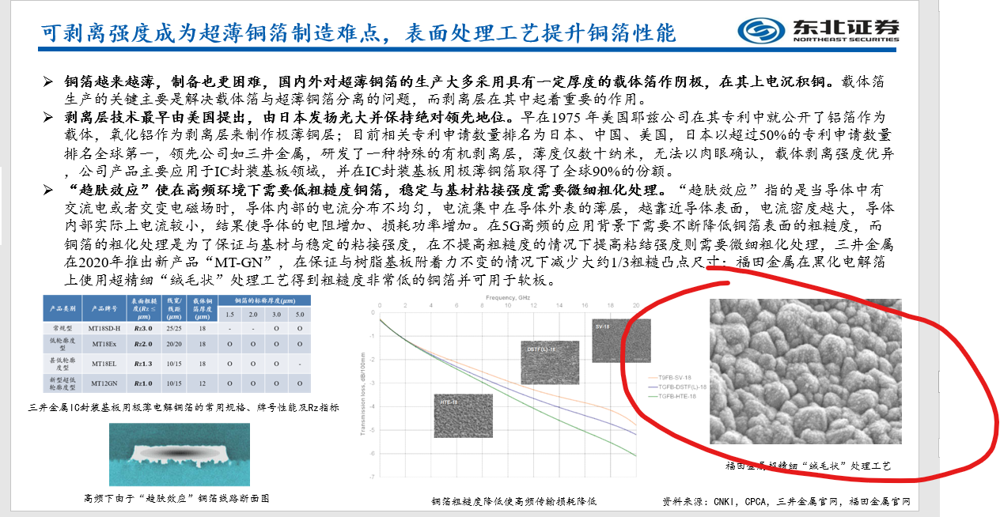 可剥离强度成为超薄铜箔制造难点，表面处理工艺提升铜箔性能
东北证券
NORTHEAST SECURITIES
➢ 铜箔越来越薄，制备也更困难，国内外对超薄铜箔的生产大多采用具有一定厚度的载体箔作阴极，在其上电沉积铜。载体箔
生产的关键主要是解决载体箔与超薄铜箔分离的问题，而剥离层在其中起着重要的作用。
➢ 剥离层技术最早由美国提出，由日本发扬光大并保持绝对领先地位。早在1975 年美国耶兹公司在其专利中就公开了铝箔作为
载体，氧化铝作为剥离层来制作极薄铜层；目前相关专利申请数量排名为日本、中国、美国，日本以超过50%的专利申请数量
排名全球第一，领先公司如三井金属，研发了一种特殊的有机剥离层，薄度仅数十纳米，无法以肉眼确认，载体剥离强度优异
，公司产品主要应用于IC封装基板领域，并在IC封装基板用极薄铜箔取得了全球90%的份额。
➢ “趋肤效应”使在高频环境下需要低粗糙度铜箔，稳定与基材粘接强度需要微细粗化处理。“趋肤效应”指的是当导体中有
交流电或者交变电磁场时，导体内部的电流分布不均匀，电流集中在导体外表的薄层，越靠近导体表面，电流密度越大，导体
内部实际上电流较小，结果使导体的电阻增加、损耗功率增加。在5G高频的应用背景下需要不断降低铜箔表面的粗糙度，而
铜箔的粗化处理是为了保证与基材与稳定的粘接强度，在不提高粗糙度的情况下提高粘结强度则需要微细粗化处理，三井金属
在2020年推出新产品“MT-GN”，在保证与树脂基板附着力不变的情况下减少大约1/3粗糙凸点尺寸；福田金属在黑化电解箔
上使用超精细“绒毛状”处理工艺得到粗糙度非常低的铜箔并可用于软板。
产品类别 产品牌号 表面粗糙度(Rz ≤ μm) 线宽/线距(μm) 载体铜箔厚度(μm) 铜箔的标称厚度(μm)
1.5 2.0 3.0 5.0
常规型 MT18SD-H Rz3.0 25/25 18 - - O O
低轮廓度型 MT18Ex Rz2.0 20/20 18 O O O O
甚低轮廓度型 MT18EL Rz1.3 10/15 18 O O O -
新型超低轮廓度型 MT12GN Rz1.0 10/15 12 O O O O
三井金属IC封装基板用极薄电解铜箔的常用规格、牌号性能及Rz指标
高频下由于“趋肤效应”铜箔线路断面图
Frequency, GHz
0 2 4 6 8 10 12 14 16 18 20
0
-1
-2
-3
-4
-5
-6
-7
Transmission loss, dB/100mm
SV-18
DSTF(L)-18
HTE-18
T9FB-SV-18
TGFB-DSTF(L)-18
TGFB-HTE-18
铜箔粗糙度降低使高频传输损耗降低
福田金属超精细“绒毛状”处理工艺
资料来源：CNKI，CPCA，三井金属官网，福田金属官网